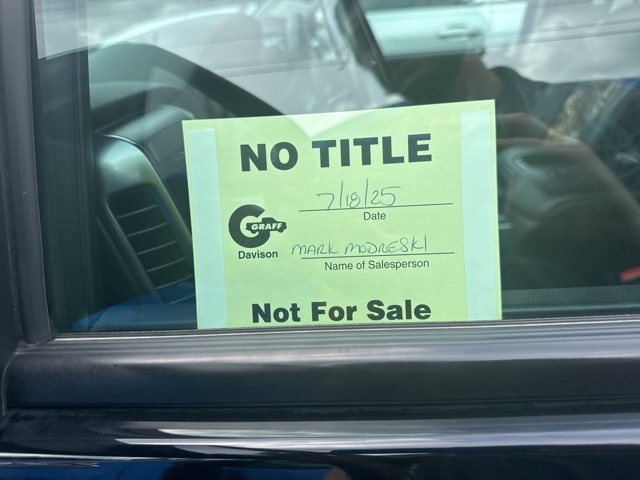 NO TITLE
7/18/25
Date
GRAFF
Davison
MARK MODRESKI
Name of Salesperson
Not For Sale